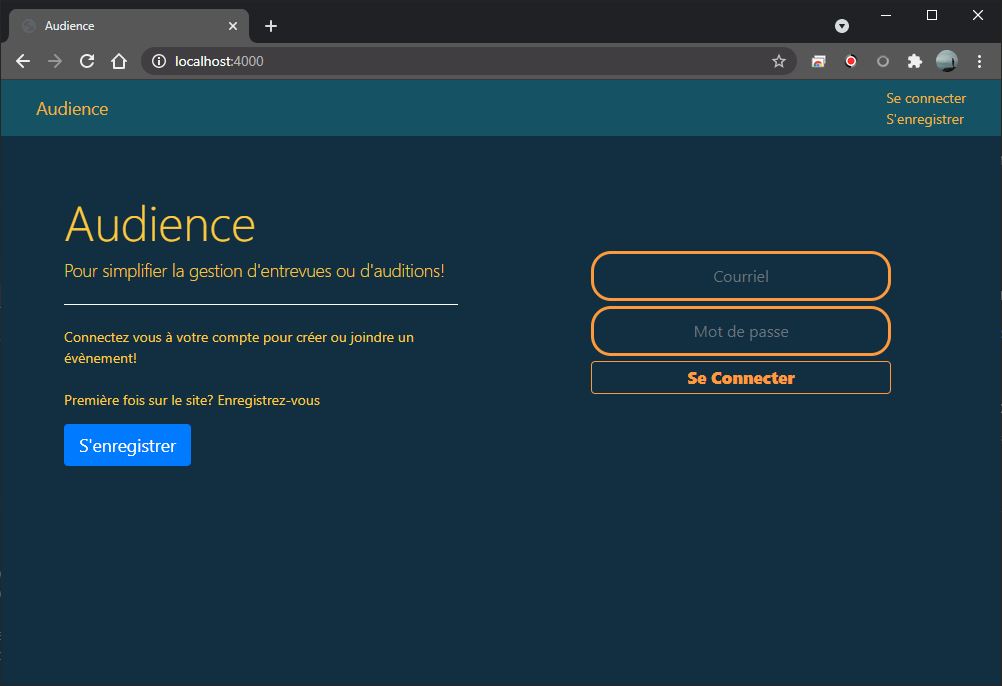 Audience
localhost:4000
Audience
Se connecter
S'enregistrer
Audience
Pour simplifier la gestion d'entrevues ou d'auditions!
Connectez vous à votre compte pour créer ou joindre un
évènement!
Première fois sur le site? Enregistrez-vous
S'enregistrer
Courriel
Mot de passe
Se Connecter